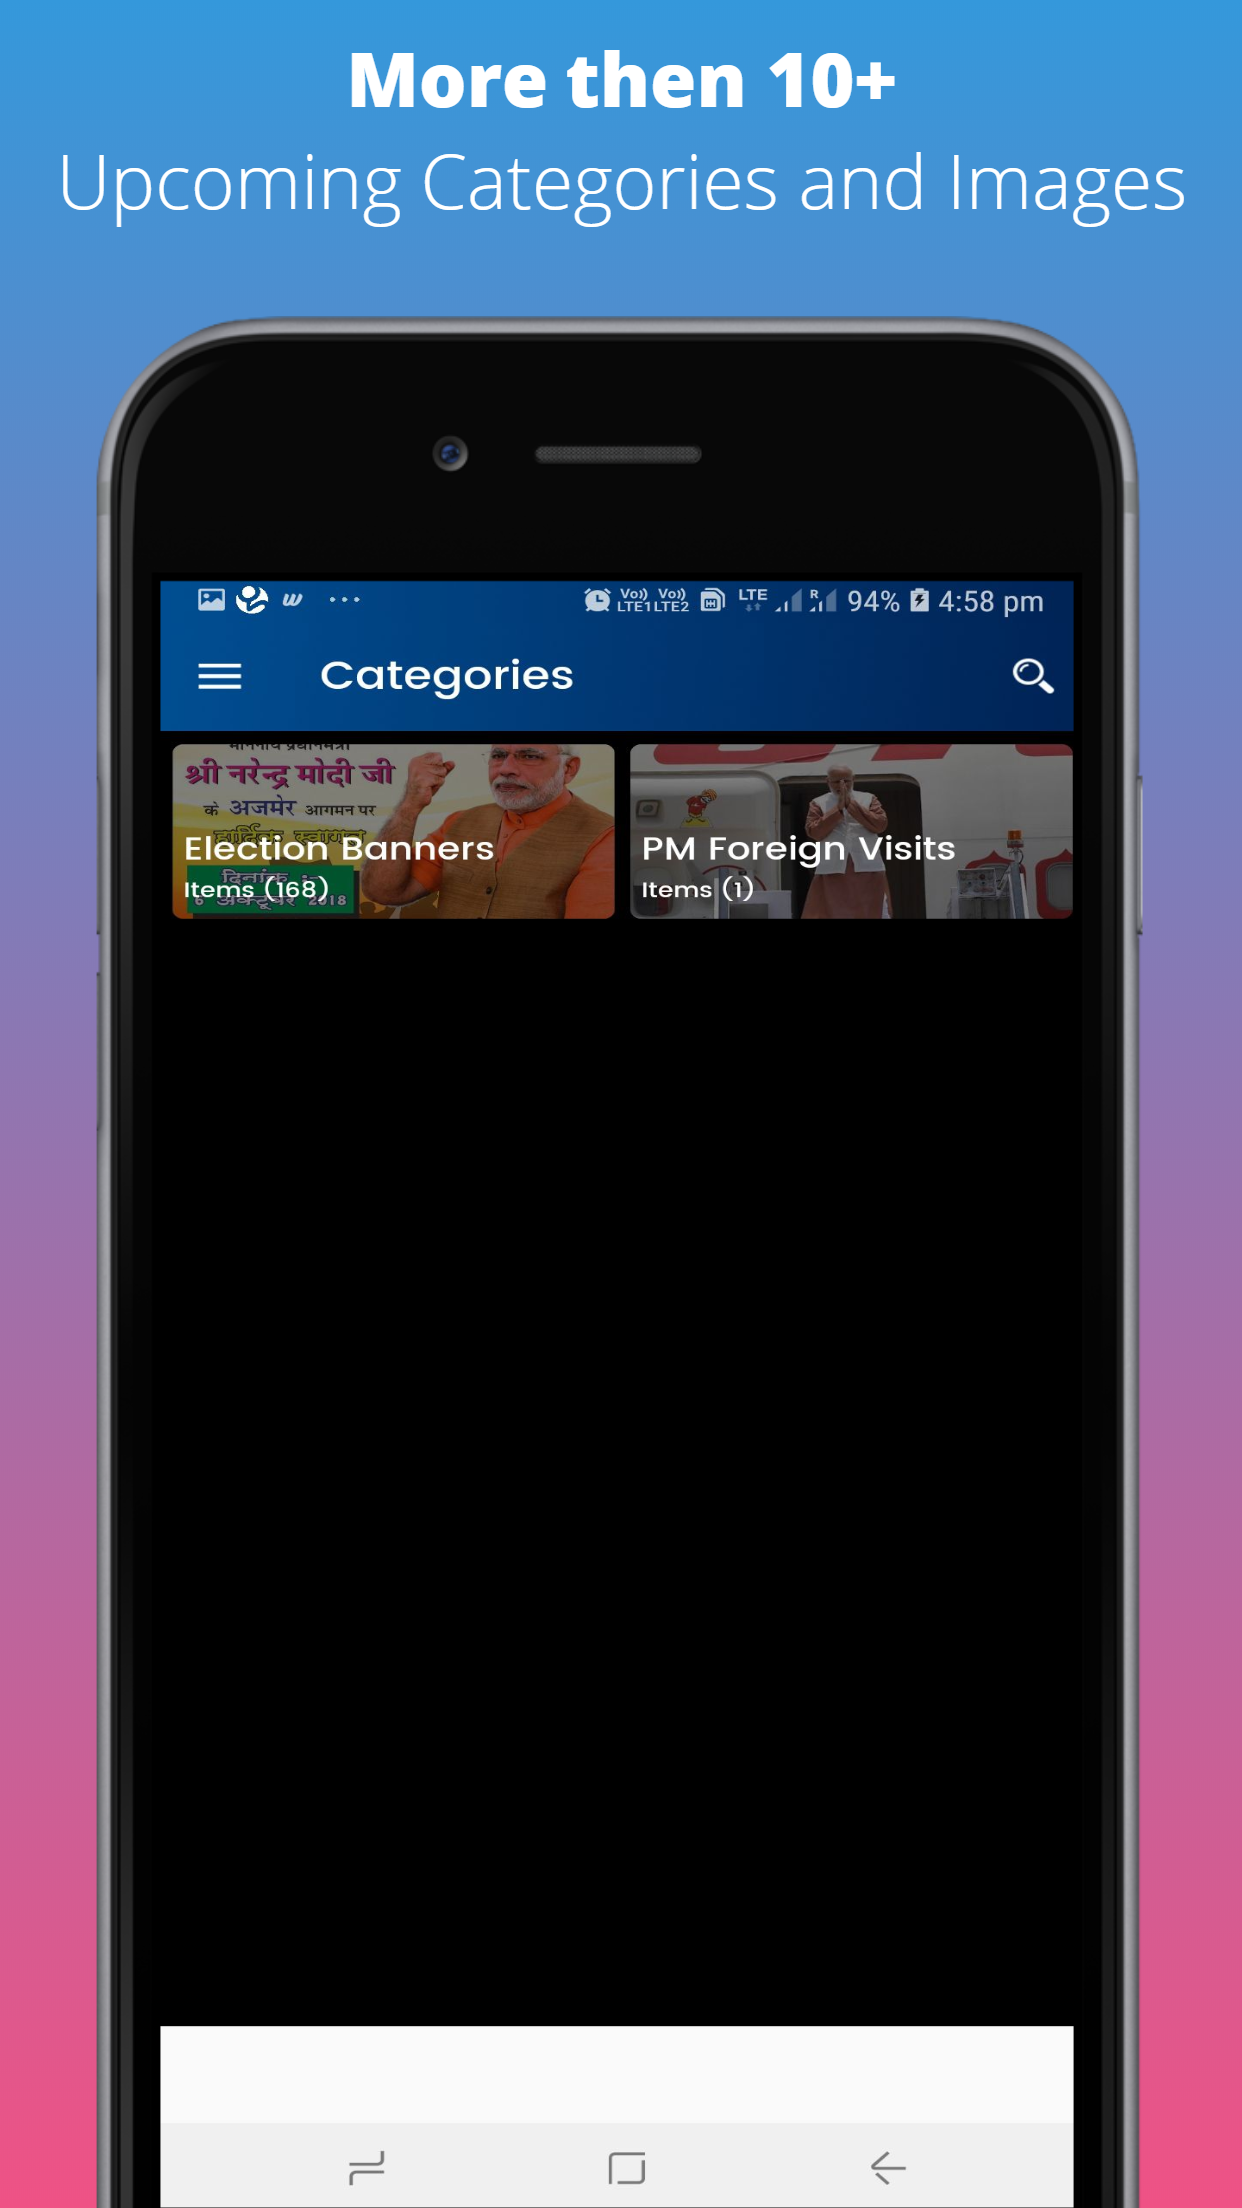 More then 10+
Upcoming Categories and Images
Vo)) Vo))
LTE1 LTE2
LTE
R
94%
4:58 pm
Categories
माननीय प्रधानमंत्री
श्री नरेन्द्र मोदी जी
के अजमेर आगमन पर
हार्दिक स्वागत
Election Banners
दिनांक :-
Items (168)
6 अक्टूबर 2018
PM Foreign Visits
Items (1)